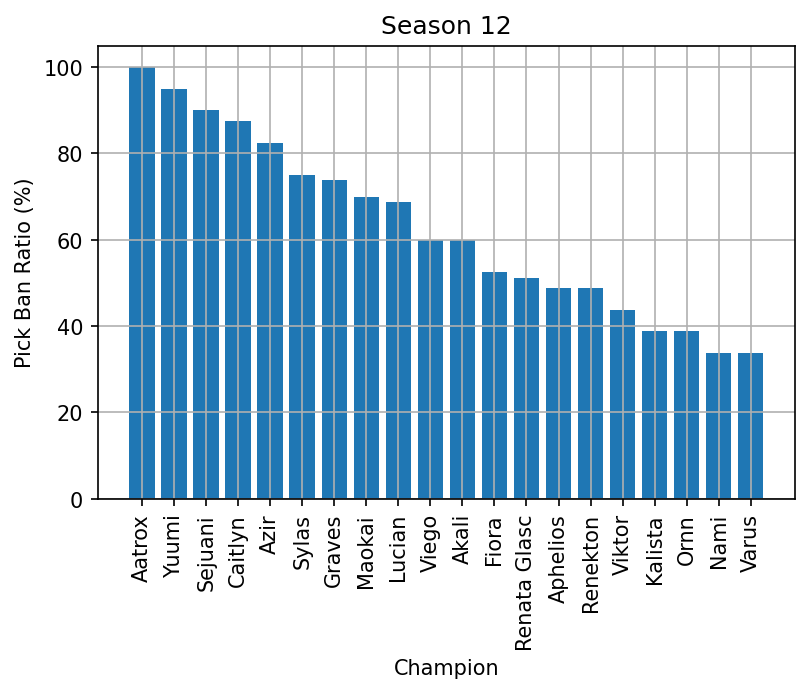 Season 12
Pick Ban Ratio (%)
100
80
60
40
20
0
Aatrox
Yuumi
Sejuani
Caitlyn
Azir
Sylas
Graves
Maokai
Lucian
Viego
Akali
Fiora
Renata Glasc
Aphelios
Renekton
Viktor
Kalista
Ornn
Nami
Varus
Champion